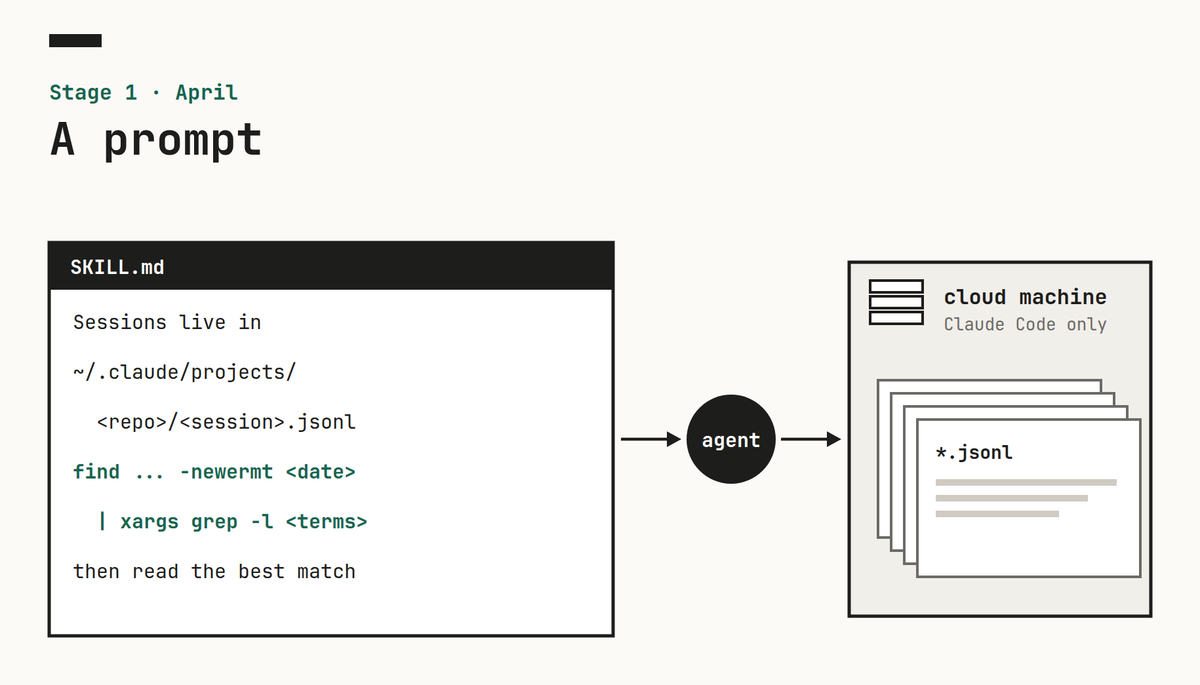 Stage 1 · April
A prompt
SKILL.md
Sessions live in
~/.claude/projects/
<repo>/<session>.jsonl
find ... -newermt <date>
| xargs grep -l <terms>
then read the best match
agent
cloud machine
Claude Code only
*.jsonl